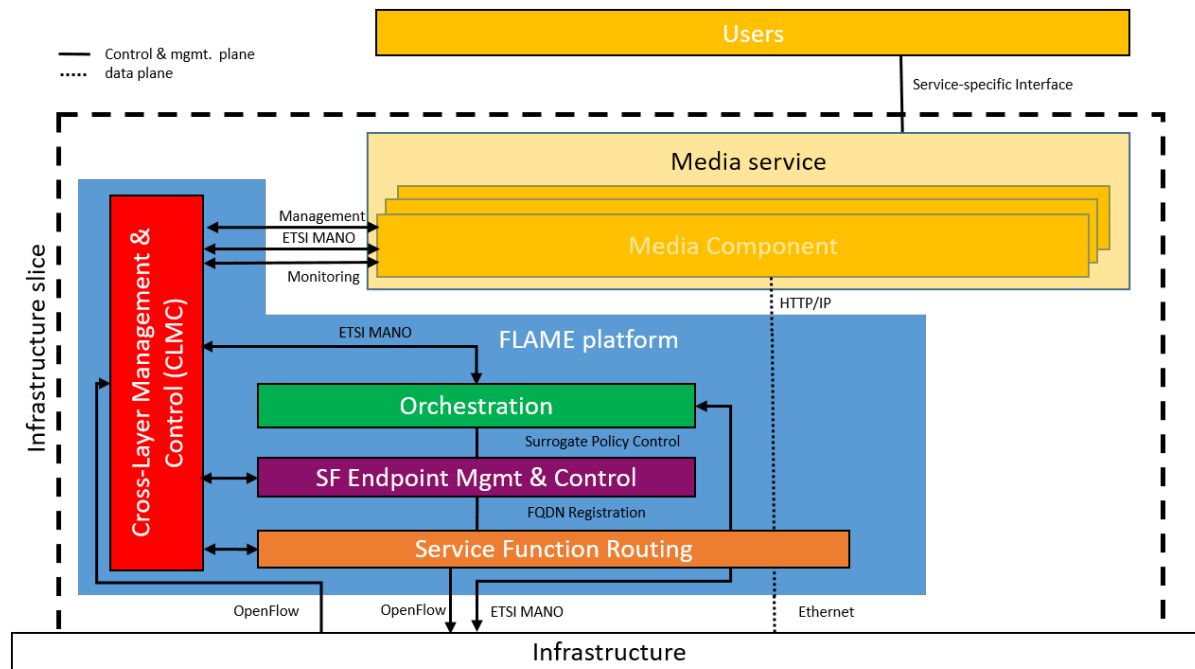 Users
Control & mgmt. plane
data plane
Service-specific Interface
Media service
Management
ETSI MANO
Monitoring
Media Component
HTTP/IP
Infrastructure slice
Cross-Layer Management &
Control (CLMC)
ETSI MANO
FLAME platform
Orchestration
Surrogate Policy Control
SF Endpoint Mgmt & Control
FQDN Registration
Service Function Routing
OpenFlow
OpenFlow
ETSI MANO
Ethernet
Infrastructure